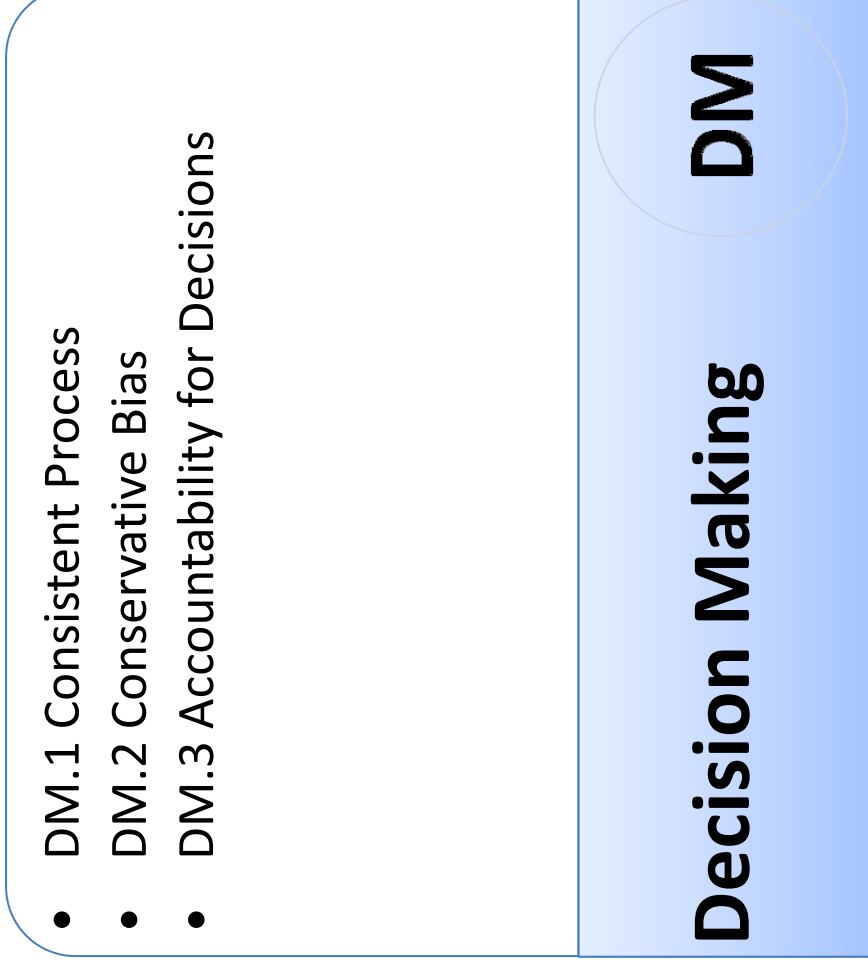 • DM.1 Consistent Process
• DM.2 Conservative Bias
• DM.3 Accountability for Decisions
Decision Making DM